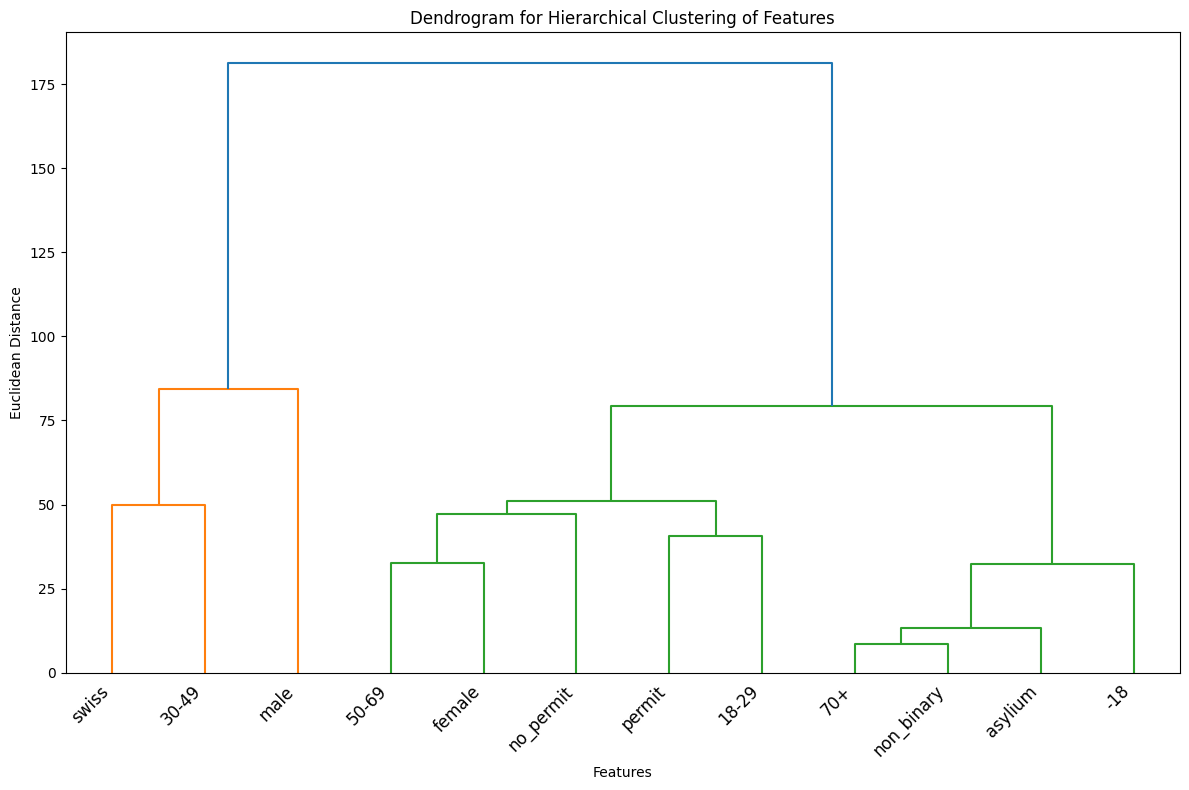 Dendrogram for Hierarchical Clustering of Features
175
150
125
100
75
50
25
0
Euclidean Distance
swiss
30-49
male
50-69
female
no_permit
permit
18-29
70+
non_binary
asylium
-18
Features